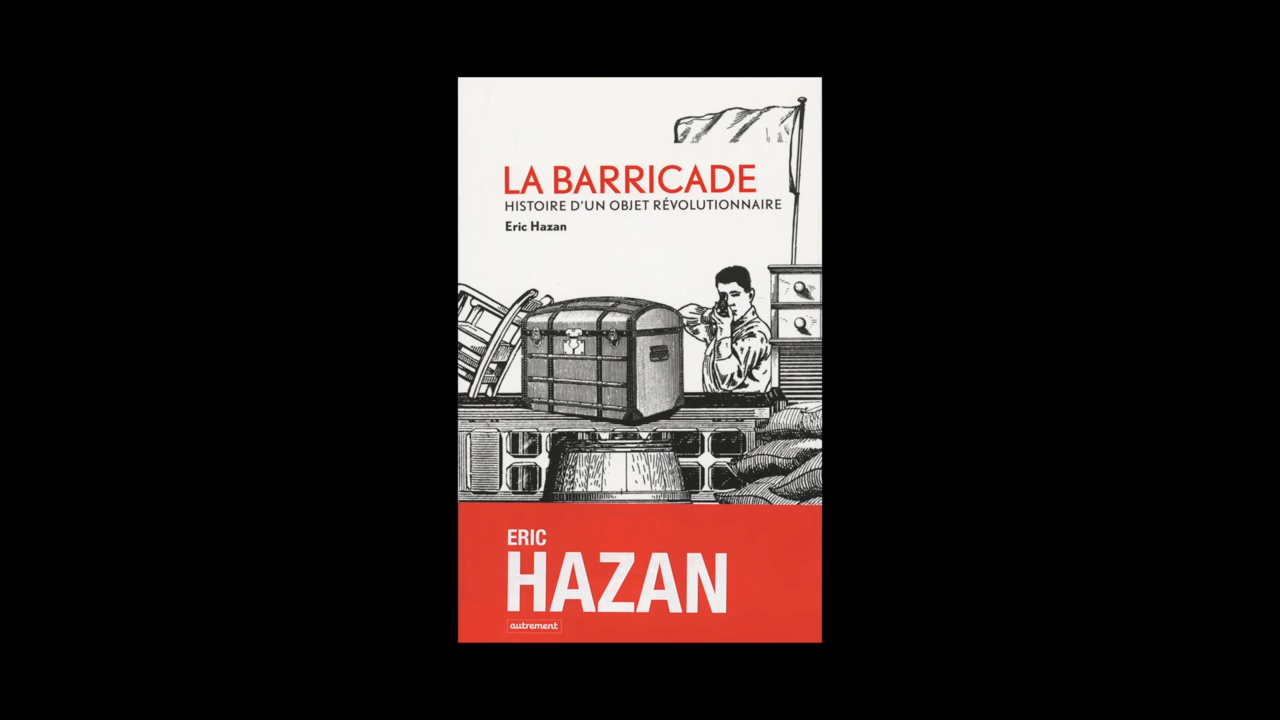 LA BARRICADE
HISTOIRE D'UN OBJET RÉVOLUTIONNAIRE
Eric Hazan
ERIC
HAZAN
autrement